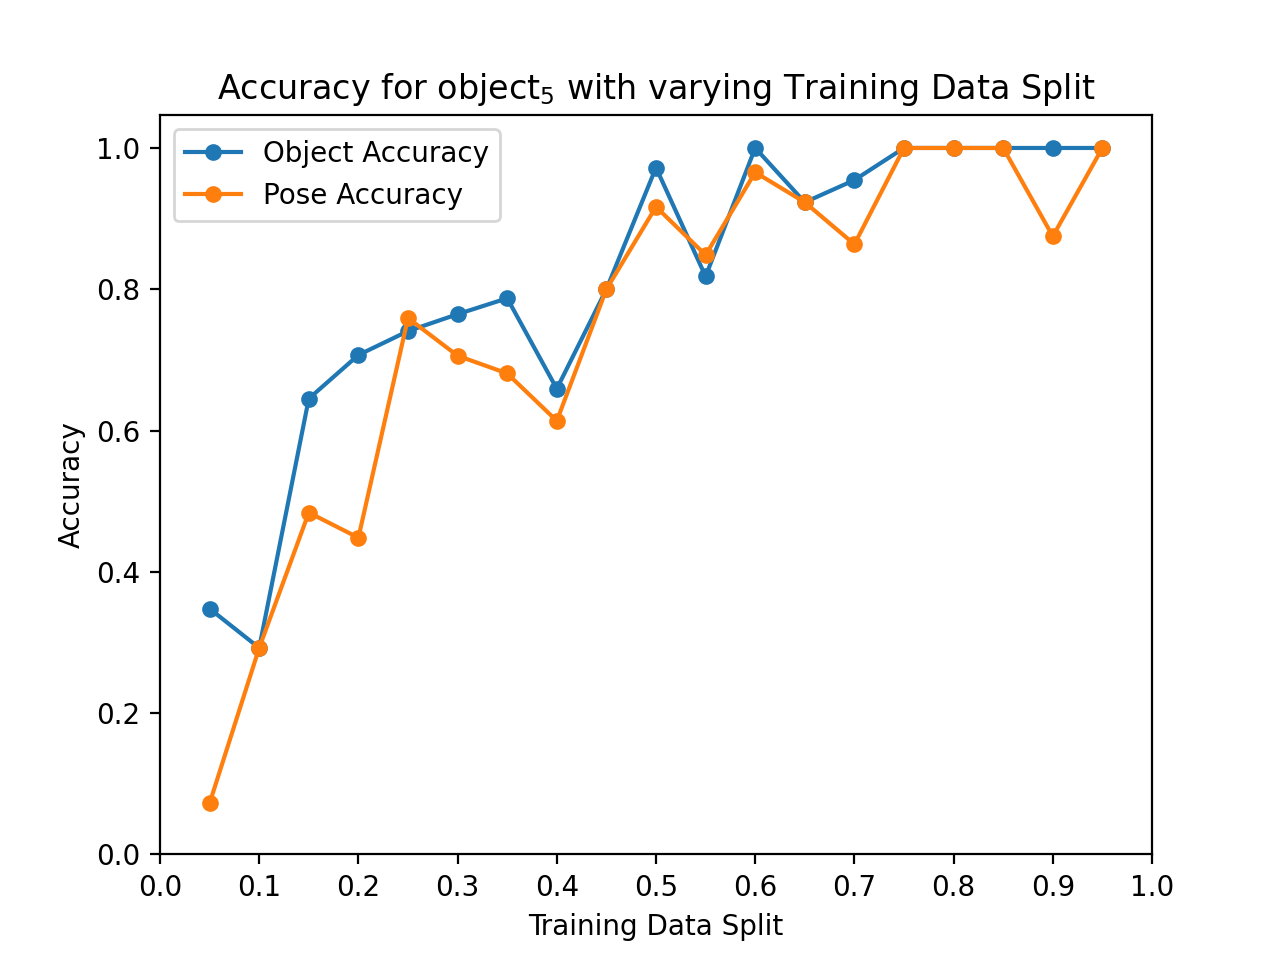 Accuracy for object₅ with varying Training Data Split
Object Accuracy
Pose Accuracy
Accuracy
1.0
0.8
0.6
0.4
0.2
0.0
0.0 0.1 0.2 0.3 0.4 0.5 0.6 0.7 0.8 0.9 1.0
Training Data Split